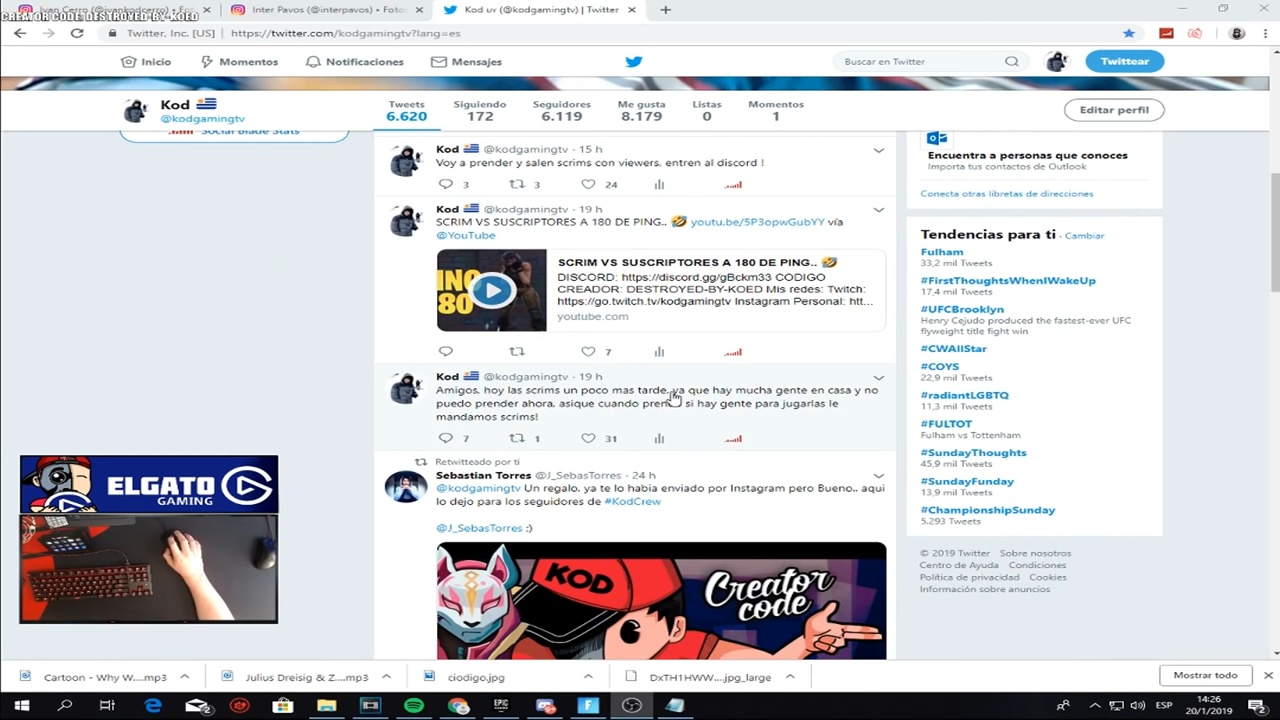 CREATOR CODE DESTROYED-BY-KOED
Ivan Cerro (@ivankodcerro)
Inter Pavos (@interpavos) • Foto
Kod uy (@kodgamingtv) | Twitter
Twitter, Inc. [US]
https://twitter.com/kodgamingtv?lang=es
Inicio
Momentos
Notificaciones
Mensajes
Buscar en Twitter
Twittear
Kod
@kodgamingtv
Tweets
6.620
Siguiendo
172
Seguidores
6.119
Me gusta
8.179
Listas
0
Momentos
1
Editar perfil
Social Blade Stats
Kod @kodgamingtv · 15 h
Voy a prender y salen scrims con viewers, entren al discord !
3 3 24
Kod @kodgamingtv · 19 h
SCRIM VS SUSCRIPTORES A 180 DE PING.. 🤣 youtu.be/5P3opwGubYY vía
@YouTube
INO
80
SCRIM VS SUSCRIPTORES A 180 DE PING.. 🤣
DISCORD: https://discord.gg/gBckm33 CODIGO
CREADOR: DESTROYED-BY-KOED Mis redes: Twitch:
https://go.twitch.tv/kodgamingtv Instagram Personal: htt...
youtube.com
7
Kod @kodgamingtv · 19 h
Amigos, hoy las scrims un poco mas tarde, ya que hay mucha gente en casa y no
puedo prender ahora, asique cuando prenda si hay gente para jugarlas le
mandamos scrims!
7 1 31
Retwitteado por ti
Sebastian Torres @J_SebasTorres · 24 h
@kodgamingtv Un regalo, ya te lo habia enviado por Instagram pero Bueno.. aqui
lo dejo para los seguidores de #KodCrew
@J_SebasTorres ;)
KOD
Creator
code
Encuentra a personas que conoces
Importa tus contactos de Outlook
Conecta otras libretas de direcciones
Tendencias para ti · Cambiar
Fulham
33,2 mil Tweets
#FirstThoughtsWhenIWakeUp
17,4 mil Tweets
#UFCBrooklyn
Henry Cejudo produced the fastest-ever UFC
flyweight title fight win
#CWAllStar
#COYS
22,9 mil Tweets
#radiantLGBTQ
11,3 mil Tweets
#FULTOT
Fulham vs Tottenham
#SundayThoughts
45,9 mil Tweets
#SundayFunday
13,9 mil Tweets
#ChampionshipSunday
5.293 Tweets
© 2019 Twitter Sobre nosotros
Centro de Ayuda Condiciones
Política de privacidad Cookies
Información sobre anuncios
ELGATO
GAMING
Cartoon - Why W....mp3
Julius Dreisig & Z....mp3
ciodigo.jpg
DxTH1HWW....jpg_large
Mostrar todo
EPIC
ESP
14:26
20/1/2019
2